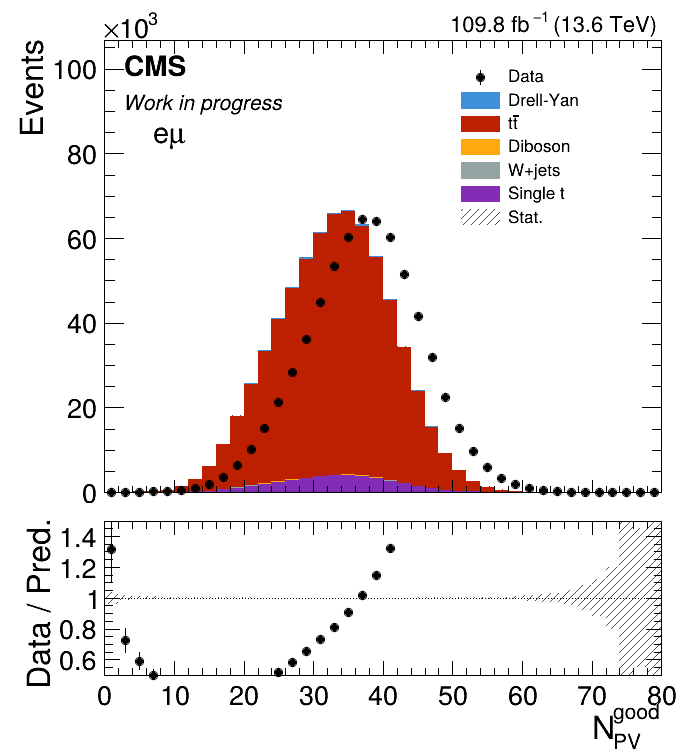 ×10³
109.8 fb⁻¹ (13.6 TeV)
CMS
Work in progress
eμ
Data
Drell-Yan
tt̄
Diboson
W+jets
Single t
Stat.
Events
100
80
60
40
20
0
Data / Pred.
1.4
1.2
1
0.8
0.6
0 10 20 30 40 50 60 70 80
N_PV^good